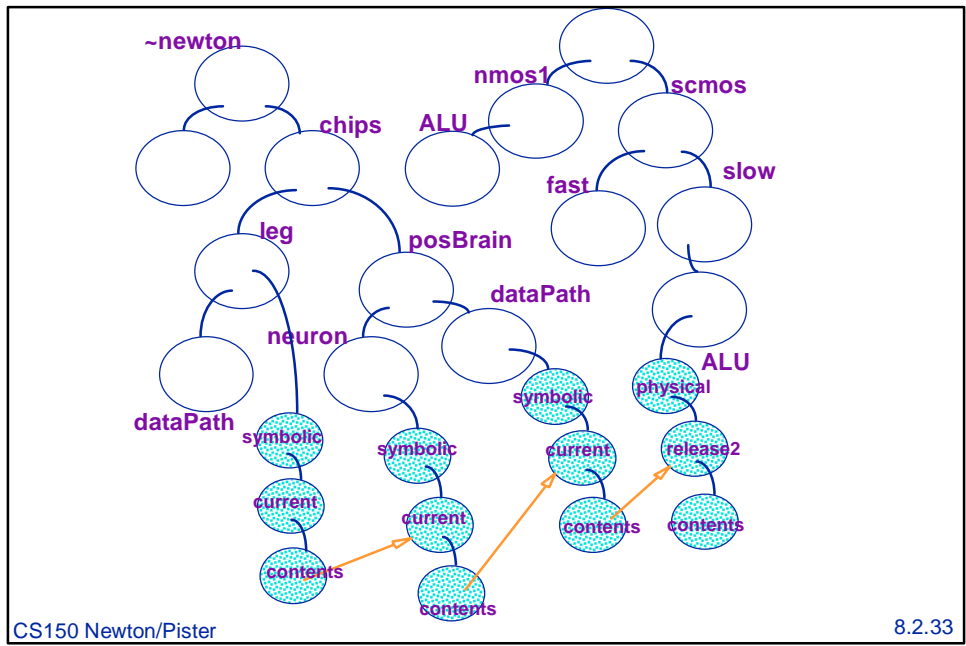 ~newton
nmos1
scmos
chips
ALU
fast
slow
leg
posBrain
dataPath
neuron
ALU
physical
symbolic
dataPath
symbolic
symbolic
current
release2
current
current
contents
contents
contents
contents
CS150 Newton/Pister
8.2.33